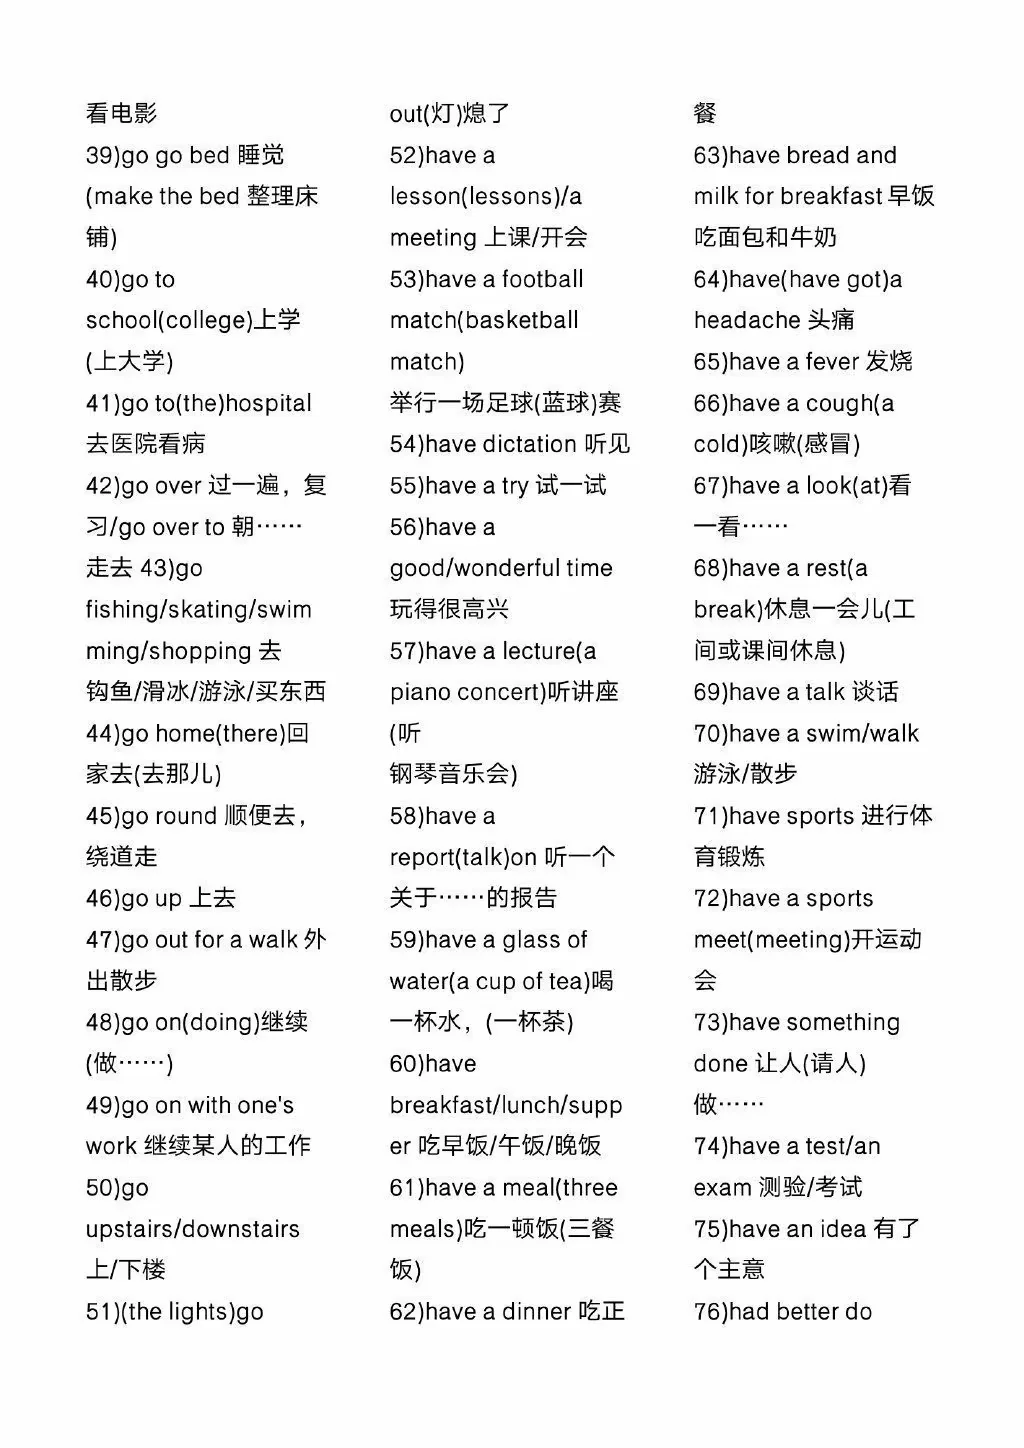 看电影
39)go go bed 睡觉
(make the bed 整理床
铺)
40)go to
school(college)上学
(上大学)
41)go to(the)hospital
去医院看病
42)go over 过一遍，复
习/go over to 朝……
走去 43)go
fishing/skating/swim
ming/shopping 去
钩鱼/滑冰/游泳/买东西
44)go home(there)回
家去(去那儿)
45)go round 顺便去，
绕道走
46)go up 上去
47)go out for a walk 外
出散步
48)go on(doing)继续
(做……)
49)go on with one's
work 继续某人的工作
50)go
upstairs/downstairs
上/下楼
51)(the lights)go
out(灯)熄了
52)have a
lesson(lessons)/a
meeting 上课/开会
53)have a football
match(basketball
match)
举行一场足球(蓝球)赛
54)have dictation 听见
55)have a try 试一试
56)have a
good/wonderful time
玩得很高兴
57)have a lecture(a
piano concert)听讲座
(听
钢琴音乐会)
58)have a
report(talk)on 听一个
关于……的报告
59)have a glass of
water(a cup of tea)喝
一杯水，(一杯茶)
60)have
breakfast/lunch/supp
er 吃早饭/午饭/晚饭
61)have a meal(three
meals)吃一顿饭(三餐
饭)
62)have a dinner 吃正
餐
63)have bread and
milk for breakfast 早饭
吃面包和牛奶
64)have(have got)a
headache 头痛
65)have a fever 发烧
66)have a cough(a
cold)咳嗽(感冒)
67)have a look(at)看
一看……
68)have a rest(a
break)休息一会儿(工
间或课间休息)
69)have a talk 谈话
70)have a swim/walk
游泳/散步
71)have sports 进行体
育锻炼
72)have a sports
meet(meeting)开运动
会
73)have something
done 让人(请人)
做……
74)have a test/an
exam 测验/考试
75)have an idea 有了
个主意
76)had better do